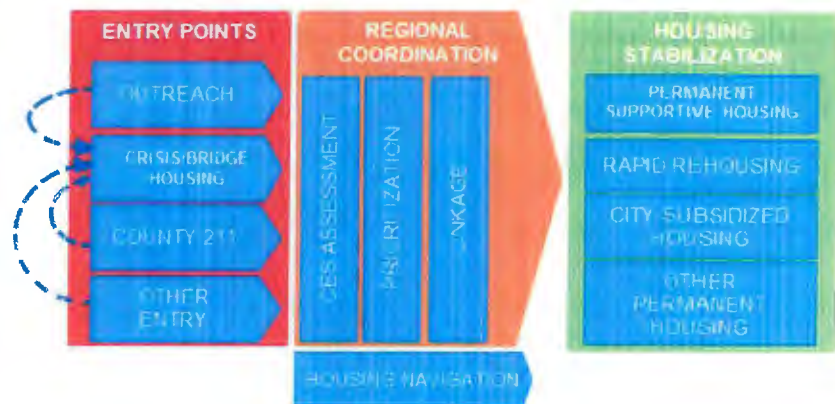 ENTRY POINTS
OUTREACH
CRISIS/BRIDGE
HOUSING
COUNTY 211
OTHER
ENTRY
REGIONAL
COORDINATION
CES ASSESSMENT
PRIORITIZATION
LINKAGE
HOUSING NAVIGATION
HOUSING
STABILIZATION
PERMANENT
SUPPORTIVE HOUSING
RAPID REHOUSING
CITY-SUBSIDIZED
HOUSING
OTHER
PERMANENT
HOUSING